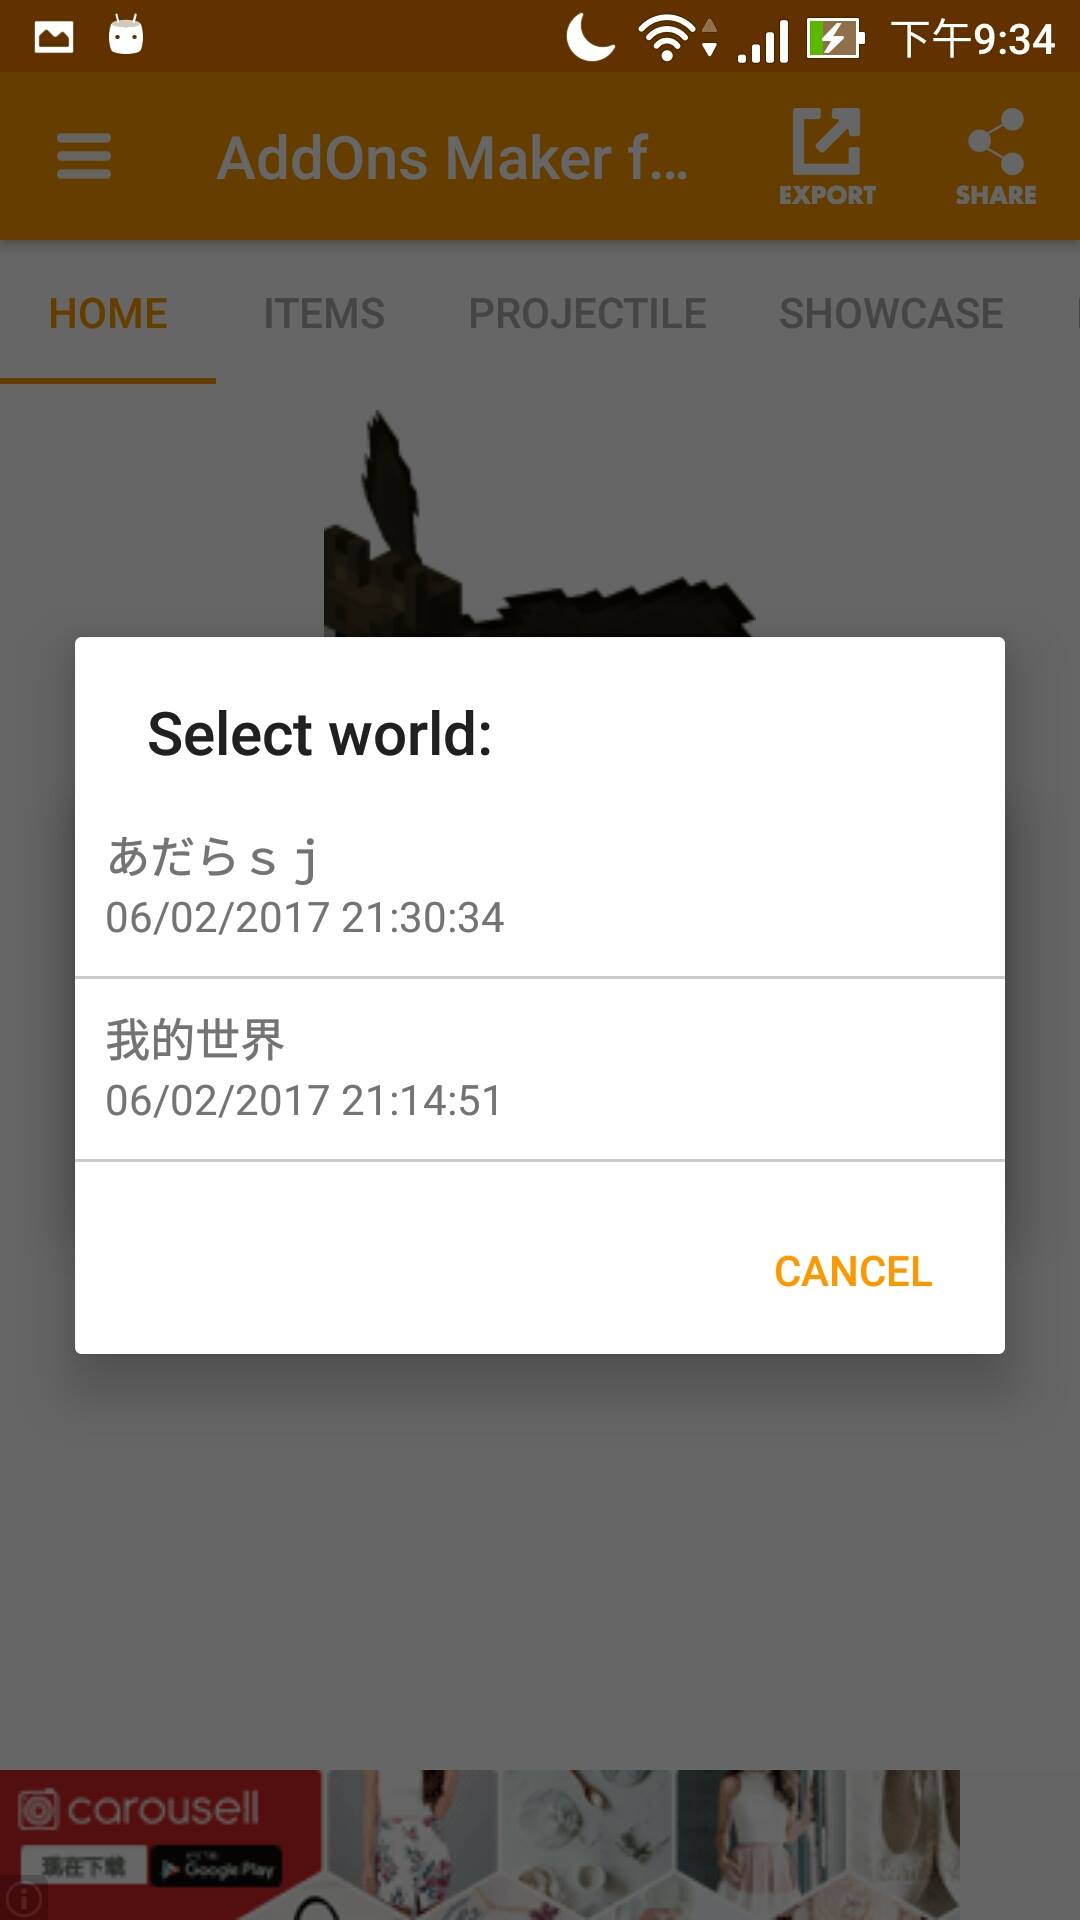 下午9:34
AddOns Maker f...
EXPORT
SHARE
HOME
ITEMS
PROJECTILE
SHOWCASE
Select world:
あだらｓｊ
06/02/2017 21:30:34
我的世界
06/02/2017 21:14:51
CANCEL
carousell
現在下載
Google Play